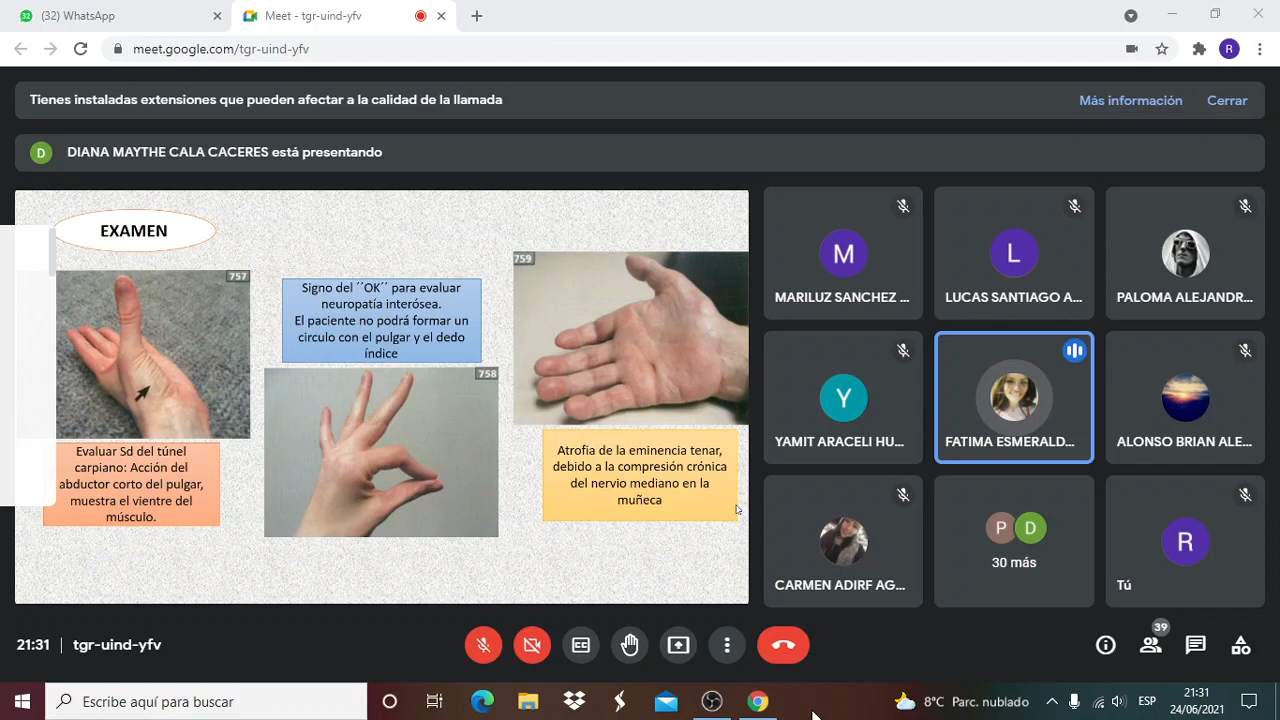 (32) WhatsApp
Meet - tgr-uind-yfv
meet.google.com/tgr-uind-yfv
R
Tienes instaladas extensiones que pueden afectar a la calidad de la llamada
Más información
Cerrar
D
DIANA MAYTHE CALA CACERES está presentando
EXAMEN
757
Signo del ´´OK´´ para evaluar
neuropatía interósea.
El paciente no podrá formar un
circulo con el pulgar y el dedo
índice
759
758
Evaluar Sd del túnel
carpiano: Acción del
abductor corto del pulgar,
muestra el vientre del
músculo.
Atrofia de la eminencia tenar,
debido a la compresión crónica
del nervio mediano en la
muñeca
M
MARILUZ SANCHEZ ...
L
LUCAS SANTIAGO A...
PALOMA ALEJANDR...
Y
YAMIT ARACELI HU...
FATIMA ESMERALD...
ALONSO BRIAN ALE...
CARMEN ADIRF AG...
P
D
30 más
R
Tú
21:31
tgr-uind-yfv
39
Escribe aquí para buscar
8°C Parc. nublado
ESP
21:31
24/06/2021